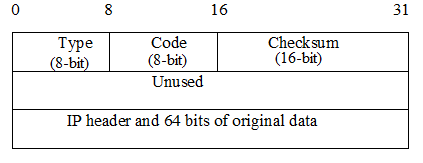 0 8 16 31
Type Code Checksum
(8-bit) (8-bit) (16-bit)
Unused
IP header and 64 bits of original data